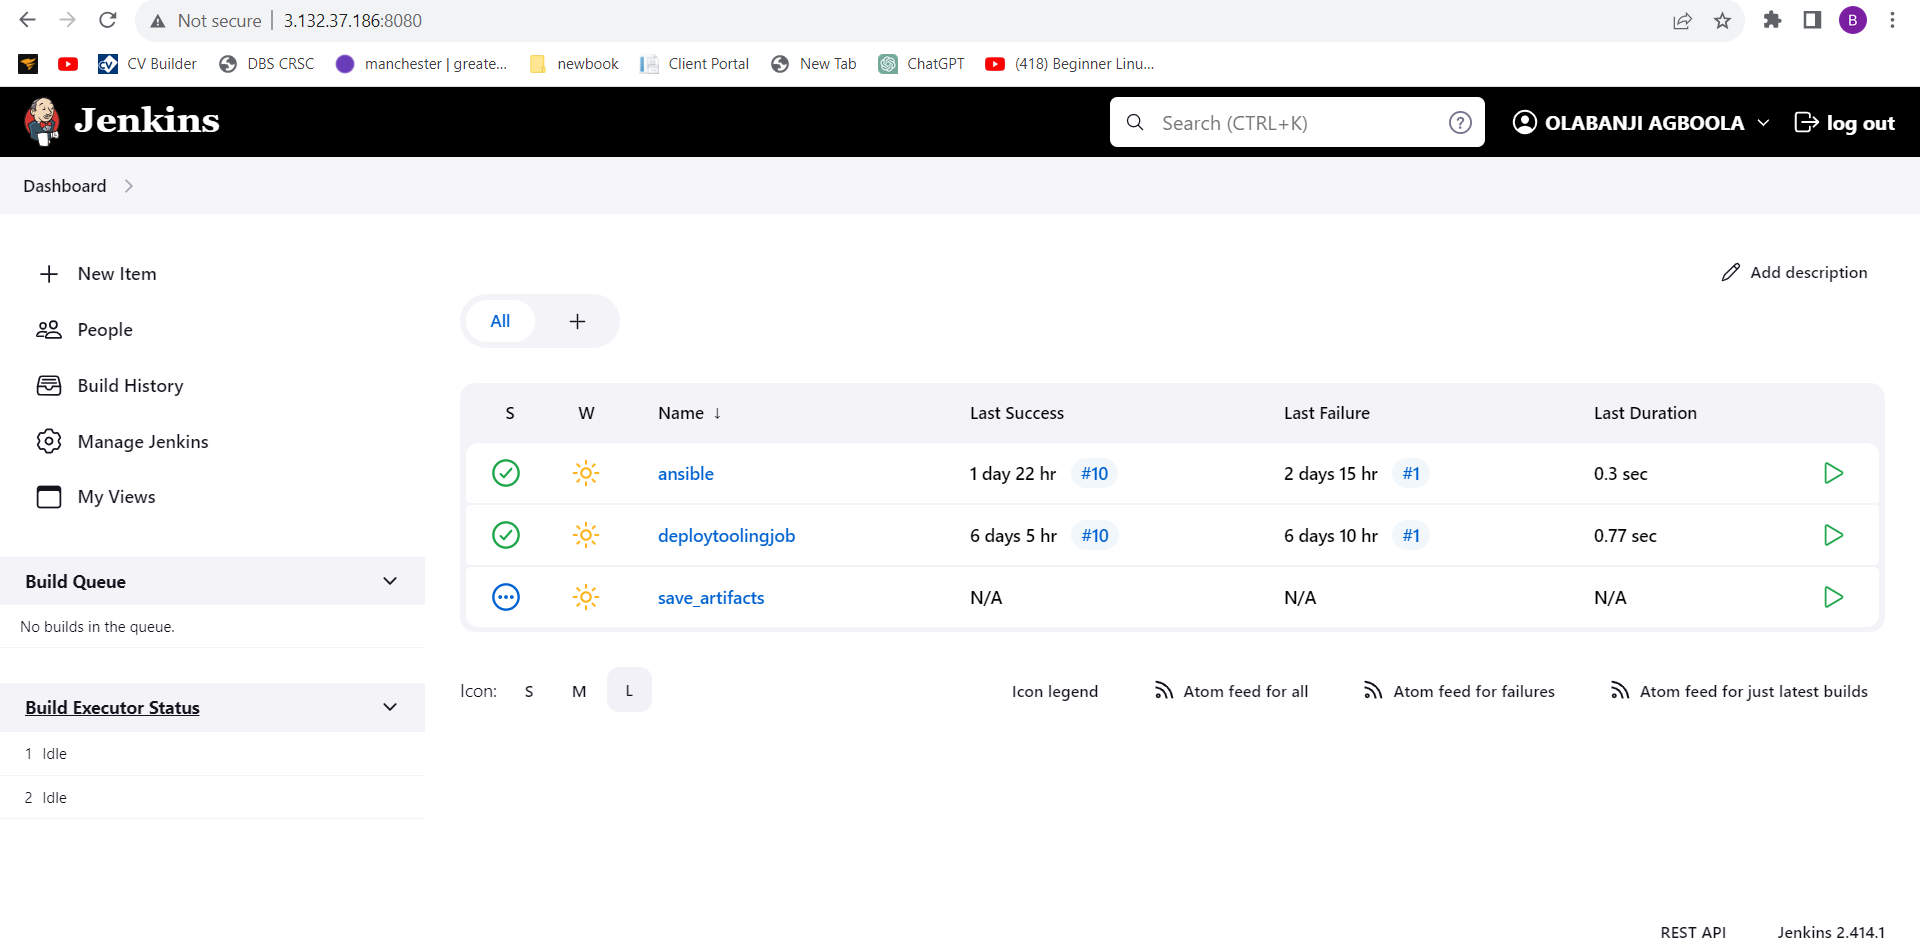 Not secure | 3.132.37.186:8080
B
CV Builder DBS CRSC manchester | greate... newbook Client Portal New Tab ChatGPT (418) Beginner Linu...
Jenkins
Search (CTRL+K) ?
OLABANJI AGBOOLA
log out
Dashboard
New Item
People
Build History
Manage Jenkins
My Views
Build Queue
No builds in the queue.
Build Executor Status
1 Idle
2 Idle
Add description
All +
S W Name ↓ Last Success Last Failure Last Duration
ansible 1 day 22 hr #10 2 days 15 hr #1 0.3 sec
deploytoolingjob 6 days 5 hr #10 6 days 10 hr #1 0.77 sec
save_artifacts N/A N/A N/A
Icon: S M L
Icon legend Atom feed for all Atom feed for failures Atom feed for just latest builds
REST API Jenkins 2.414.1